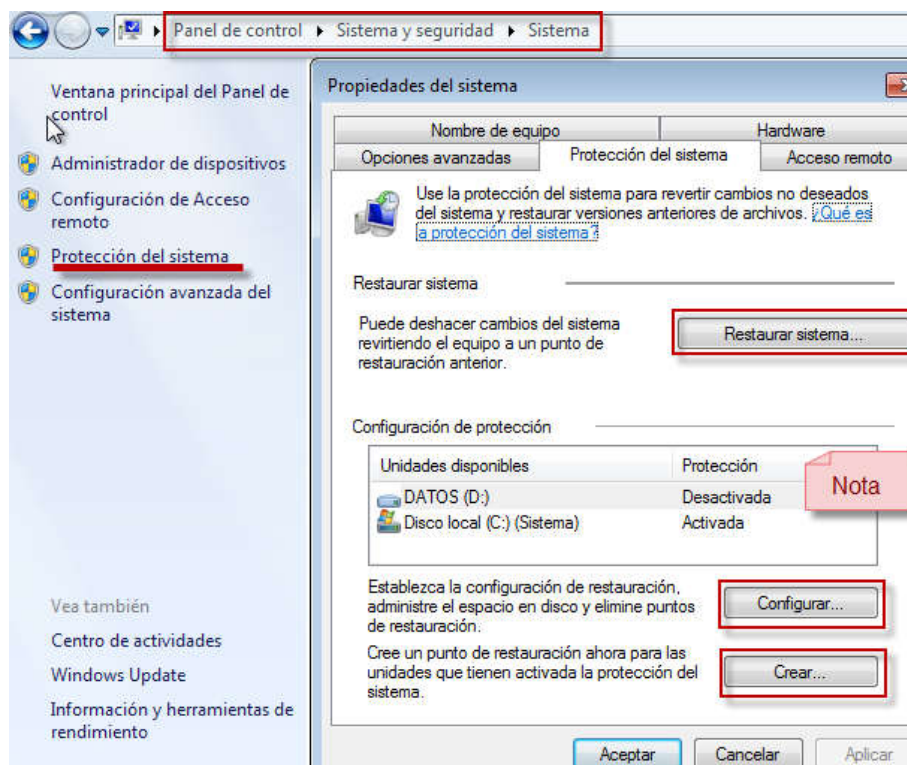 Panel de control ▸ Sistema y seguridad ▸ Sistema
Ventana principal del Panel de
control
Administrador de dispositivos
Configuración de Acceso
remoto
Protección del sistema
Configuración avanzada del
sistema
Vea también
Centro de actividades
Windows Update
Información y herramientas de
rendimiento
Propiedades del sistema
Nombre de equipo
Hardware
Opciones avanzadas
Protección del sistema
Acceso remoto
Use la protección del sistema para revertir cambios no deseados
del sistema y restaurar versiones anteriores de archivos. ¿Qué es
la protección del sistema?
Restaurar sistema
Puede deshacer cambios del sistema
revirtiendo el equipo a un punto de
restauración anterior.
Restaurar sistema...
Configuración de protección
Unidades disponibles
Protección
DATOS (D:)
Desactivada
Disco local (C:) (Sistema)
Activada
Nota
Establezca la configuración de restauración,
administre el espacio en disco y elimine puntos
de restauración.
Configurar...
Cree un punto de restauración ahora para las
unidades que tienen activada la protección del
sistema.
Crear...
Aceptar
Cancelar
Aplicar